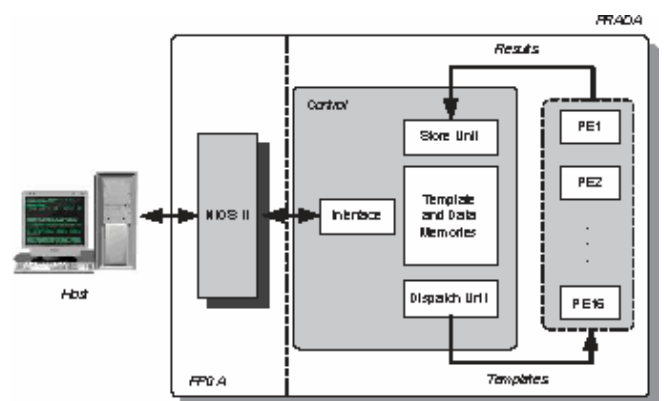 PRADA
Results
Control
Store Unit
PE1
NIOS II
Interface
Template
and Data
Memories
PE2
.
.
.
Host
Dispatch Unit
PE16
FPGA
Templates